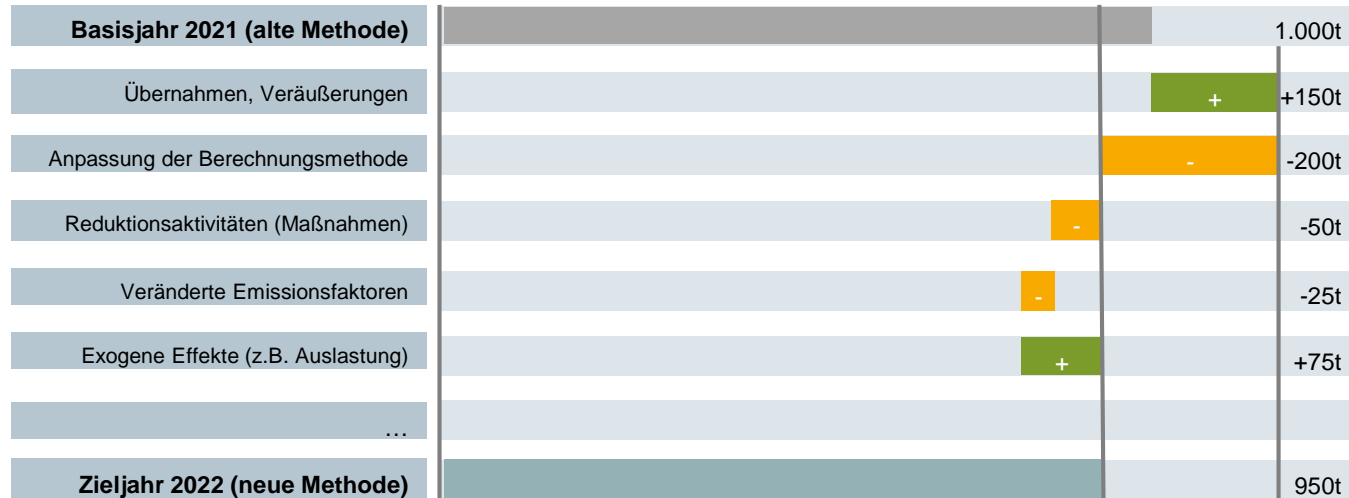 Basisjahr 2021 (alte Methode) 1.000t
Übernahmen, Veräußerungen + +150t
Anpassung der Berechnungsmethode - -200t
Reduktionsaktivitäten (Maßnahmen) - -50t
Veränderte Emissionsfaktoren - -25t
Exogene Effekte (z.B. Auslastung) + +75t
…
Zieljahr 2022 (neue Methode) 950t